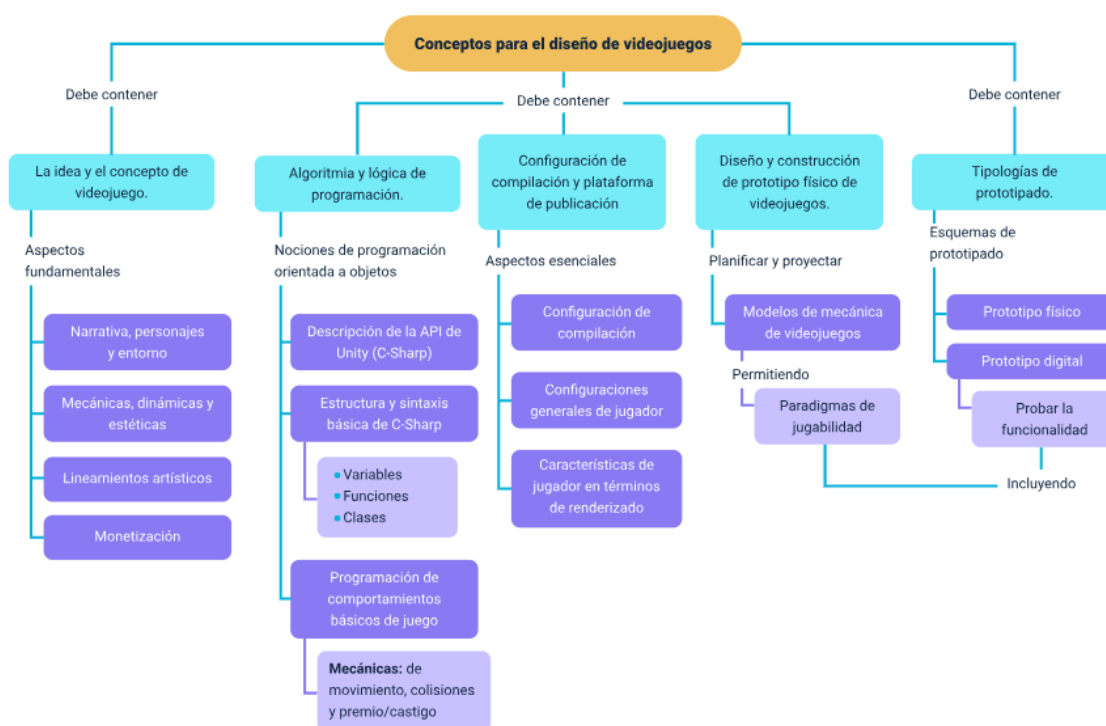 Conceptos para el diseño de videojuegos
Debe contener
Debe contener
Debe contener
La idea y el concepto de
videojuego.
Aspectos
fundamentales
Narrativa, personajes
y entorno
Mecánicas, dinámicas y
estéticas
Lineamientos artísticos
Monetización
Algoritmia y lógica de
programación.
Nociones de programación
orientada a objetos
Descripción de la API de
Unity (C-Sharp)
Estructura y sintaxis
básica de C-Sharp
• Variables
• Funciones
• Clases
Programación de
comportamientos
básicos de juego
Mecánicas: de
movimiento, colisiones
y premio/castigo
Configuración de
compilación y plataforma
de publicación
Aspectos esenciales
Configuración de
compilación
Configuraciones
generales de jugador
Características de
jugador en términos
de renderizado
Diseño y construcción
de prototipo físico de
videojuegos.
Planificar y proyectar
Modelos de mecánica
de videojuegos
Permitiendo
Paradigmas de
jugabilidad
Tipologías de
prototipado.
Esquemas de
prototipado
Prototipo físico
Prototipo digital
Probar la
funcionalidad
Incluyendo